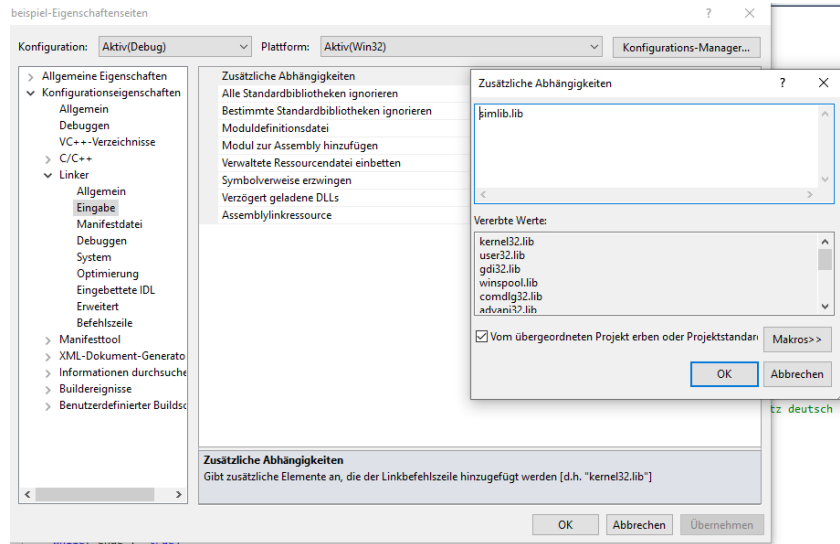 beispiel-Eigenschaftenseiten
Konfiguration: Aktiv(Debug) Plattform: Aktiv(Win32) Konfigurations-Manager...
Allgemeine Eigenschaften
Konfigurationseigenschaften
Allgemein
Debuggen
VC++-Verzeichnisse
C/C++
Linker
Allgemein
Eingabe
Manifestdatei
Debuggen
System
Optimierung
Eingebettete IDL
Erweitert
Befehlszeile
Manifesttool
XML-Dokument-Generato
Informationen durchsuche
Buildereignisse
Benutzerdefinierter Buildsc
Zusätzliche Abhängigkeiten
Alle Standardbibliotheken ignorieren
Bestimmte Standardbibliotheken ignorieren
Moduldefinitionsdatei
Modul zur Assembly hinzufügen
Verwaltete Ressourcendatei einbetten
Symbolverweise erzwingen
Verzögert geladene DLLs
Assemblylinkressource
Zusätzliche Abhängigkeiten
simlib.lib
Vererbte Werte:
kernel32.lib
user32.lib
gdi32.lib
winspool.lib
comdlg32.lib
advapi32.lib
Vom übergeordneten Projekt erben oder Projektstandar
Makros>>
OK Abbrechen
tz deutsch
Zusätzliche Abhängigkeiten
Gibt zusätzliche Elemente an, die der Linkbefehlszeile hinzugefügt werden [d.h. "kernel32.lib"]
OK Abbrechen Übernehmen